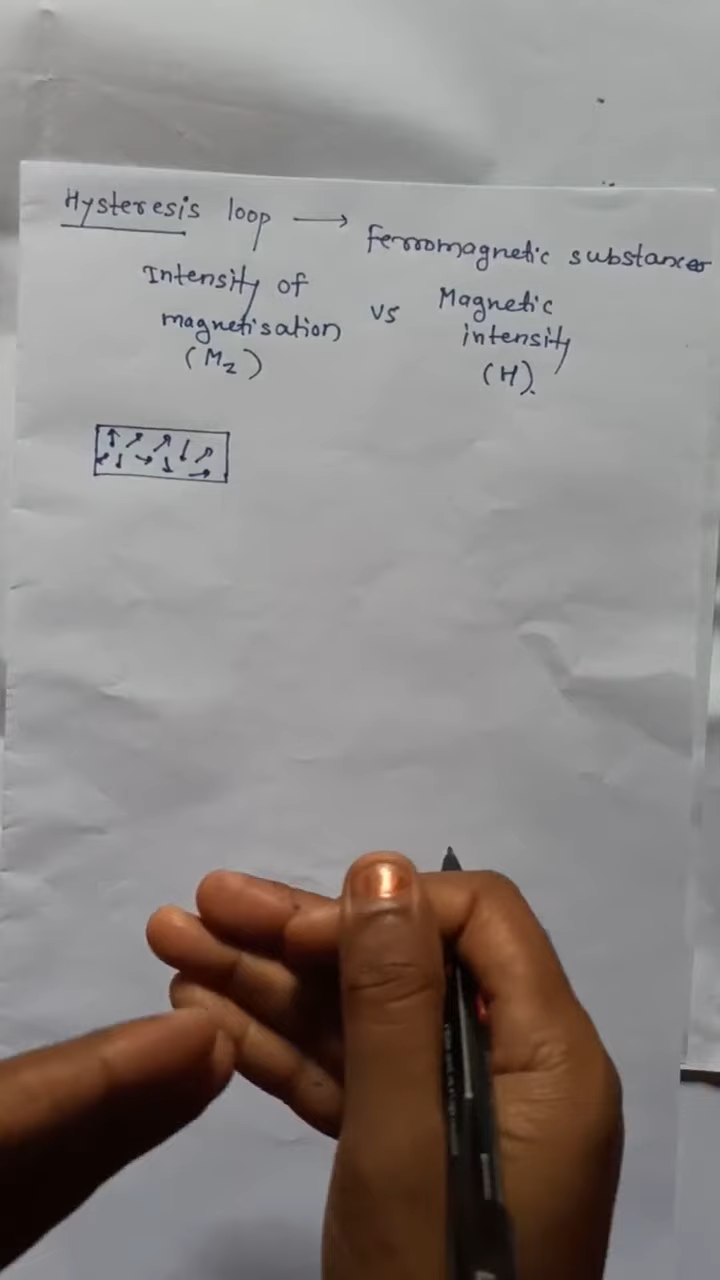 Hysteresis loop → Ferromagnetic substances
Intensity of magnetisation (Mz) vs Magnetic intensity (H).